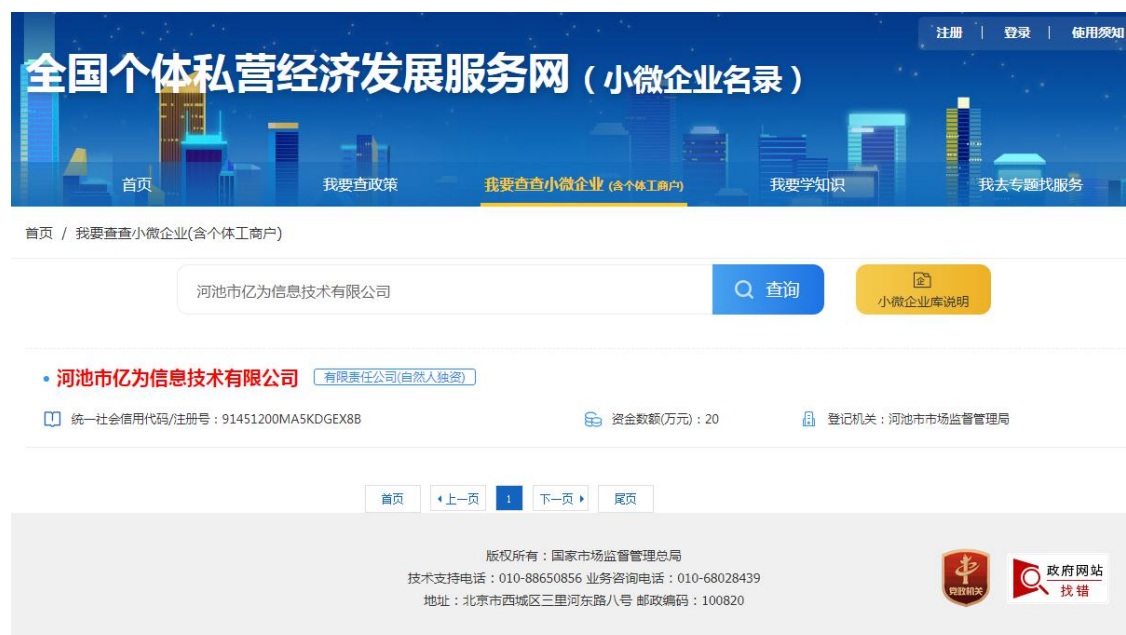 注册 | 登录 | 使用须知
全国个体私营经济发展服务网（小微企业名录）
首页 我要查政策 我要查查小微企业 (含个体工商户) 我要学知识 我去专题找服务
首页 / 我要查查小微企业(含个体工商户)
河池市亿为信息技术有限公司 查询 企 小微企业库说明
河池市亿为信息技术有限公司 有限责任公司(自然人独资)
统一社会信用代码/注册号：91451200MA5KDGEX8B 资金数额(万元)：20 登记机关：河池市市场监督管理局
首页 上一页 1 下一页 尾页
版权所有：国家市场监督管理总局
技术支持电话：010-88650856 业务咨询电话：010-68028439
地址：北京市西城区三里河东路八号 邮政编码：100820
党政机关
政府网站
找错